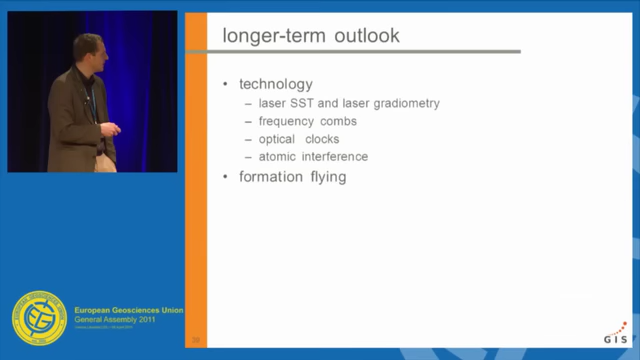 longer-term outlook
• technology
– laser SST and laser gradiometry
– frequency combs
– optical clocks
– atomic interference
• formation flying
European Geosciences Union
General Assembly 2011
GIS